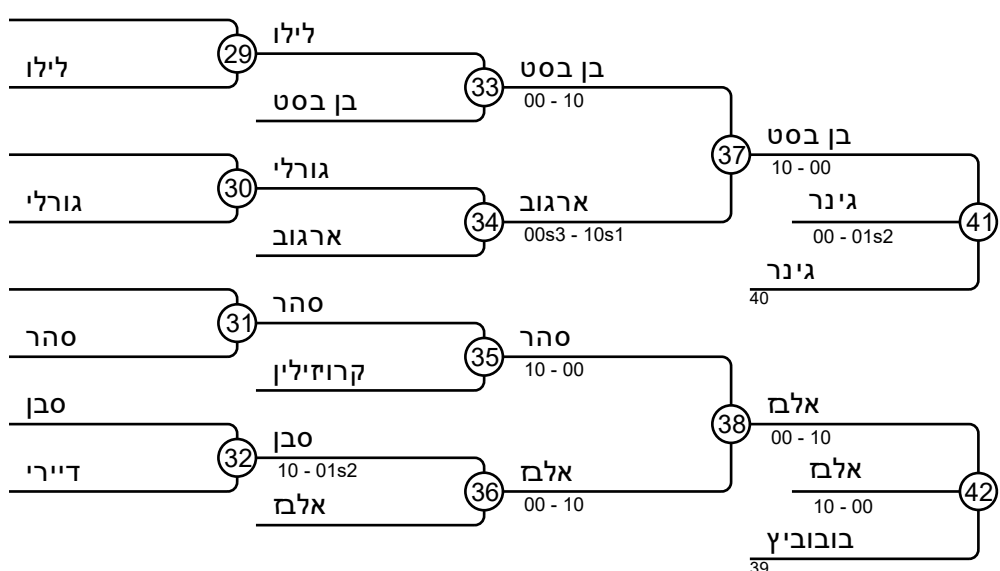 לילו
29
לילו
בן בסט
33
בן בסט
00 - 10
גורלי
30
גורלי
ארגוב
34
ארגוב
00s3 - 10s1
37
בן בסט
10 - 00
גינר
00 - 01s2
גינר
40
41
סהר
31
סהר
קרויזילין
35
סהר
10 - 00
סבן
דיירי
32
סבן
10 - 01s2
אלבז
36
אלבז
00 - 10
38
אלבז
00 - 10
אלבז
10 - 00
בובוביץ
39
42